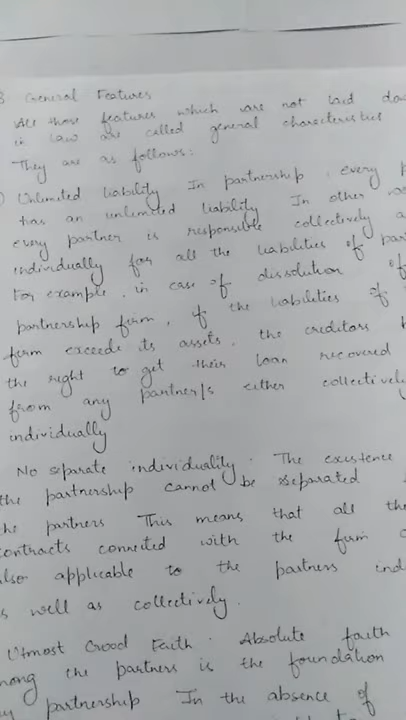 General Features
All those features which are not laid
in law are called general characteristics
They are as follows:
Unlimited liability. In partnership, every
has an unlimited liability In other
every partner is responsible collectively
individually for all the liabilities of
For example, in case of dissolution of
partnership firm, if the liabilities of
firm exceeds its assets, the creditors
the right to get their loan recovered
from any partner/s either collectively
individually
No separate individuality. The existence
the partnership cannot be separated
the partners This means that all the
contracts connected with the firm
also applicable to the partners
as well as collectively.
Utmost Good Faith. Absolute faith
among the partners is the foundation
partnership In the absence of